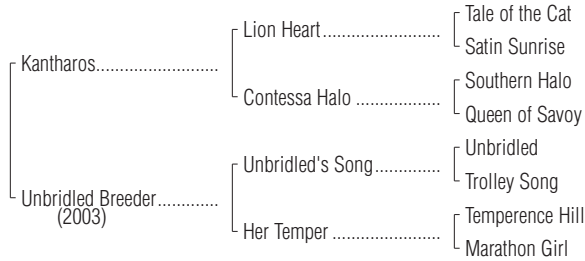 Tale of the Cat
Lion Heart
Satin Sunrise
Kantharos
Southern Halo
Contessa Halo
Queen of Savoy
Unbridled
Unbridled's Song
Trolley Song
Unbridled Breeder
(2003)
Temperence Hill
Her Temper
Marathon Girl